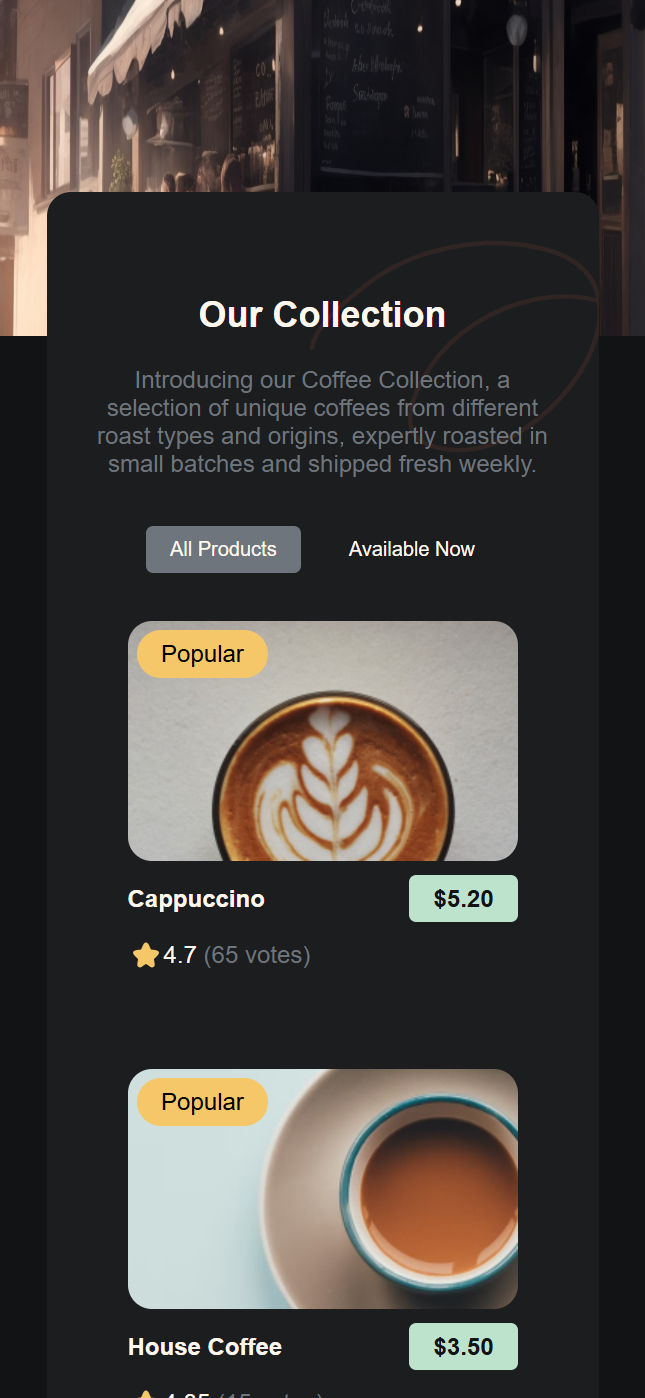 Our Collection
Introducing our Coffee Collection, a
selection of unique coffees from different
roast types and origins, expertly roasted in
small batches and shipped fresh weekly.
All Products
Available Now
Popular
Cappuccino
$5.20
4.7 (65 votes)
Popular
House Coffee
$3.50